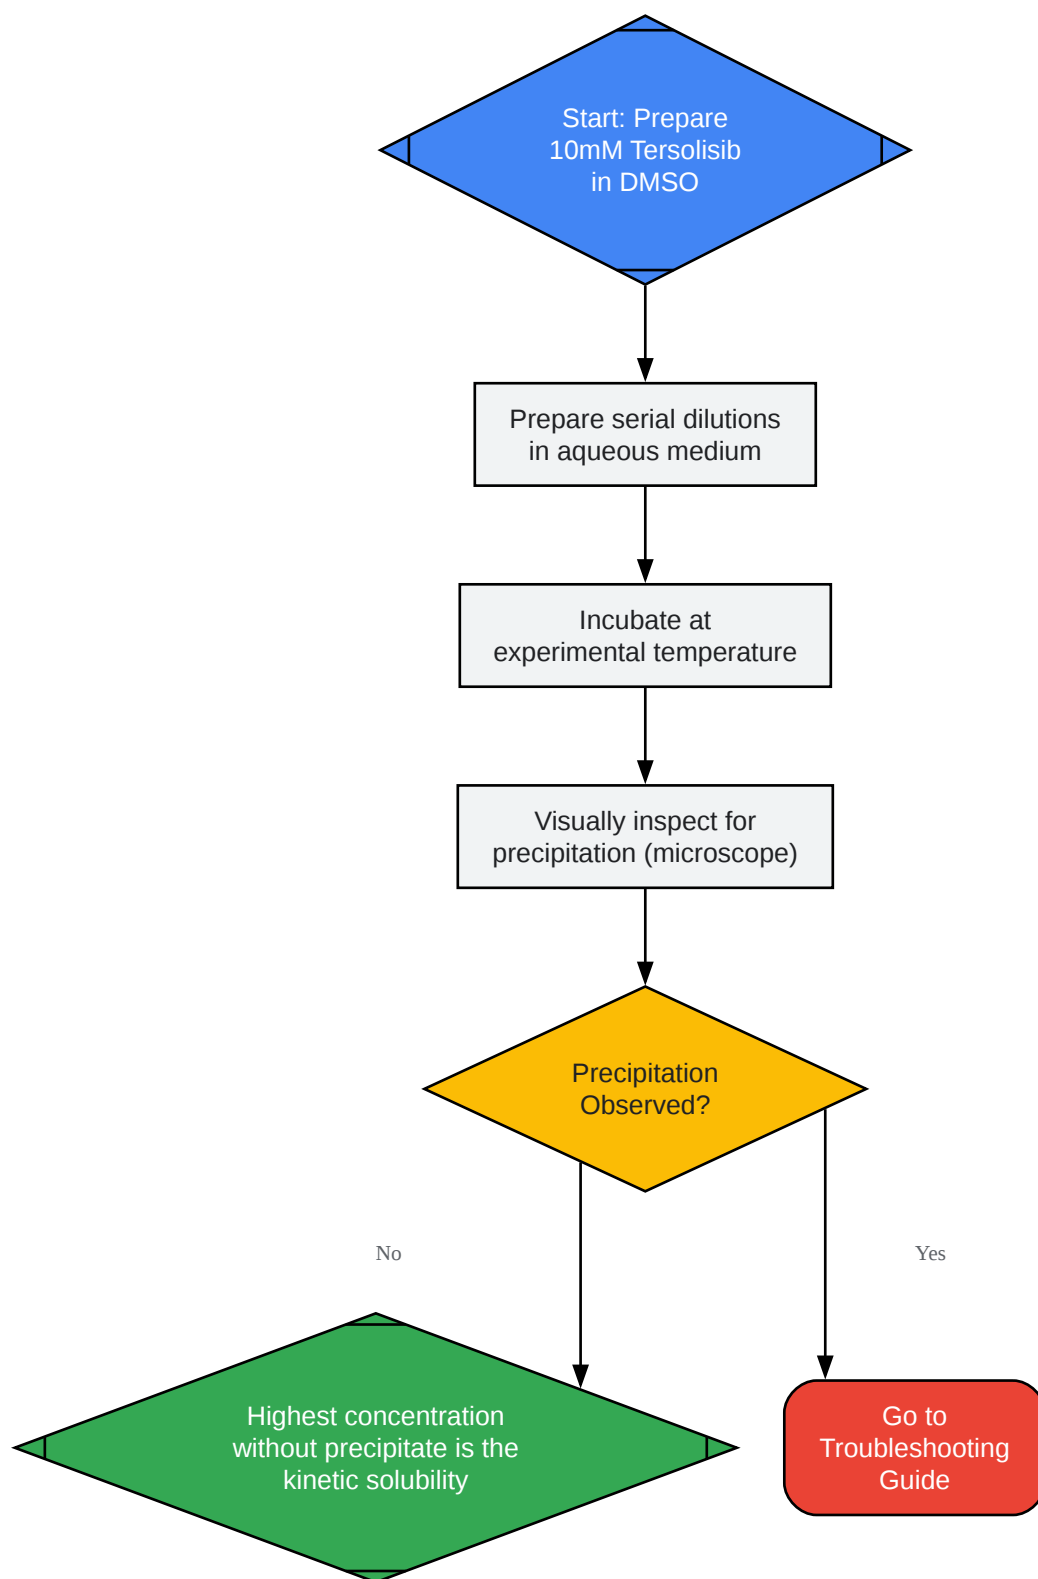 Start: Prepare
10mM Tersolisib
in DMSO
Prepare serial dilutions
in aqueous medium
Incubate at
experimental temperature
Visually inspect for
precipitation (microscope)
Precipitation
Observed?
No
Yes
Highest concentration
without precipitate is the
kinetic solubility
Go to
Troubleshooting
Guide